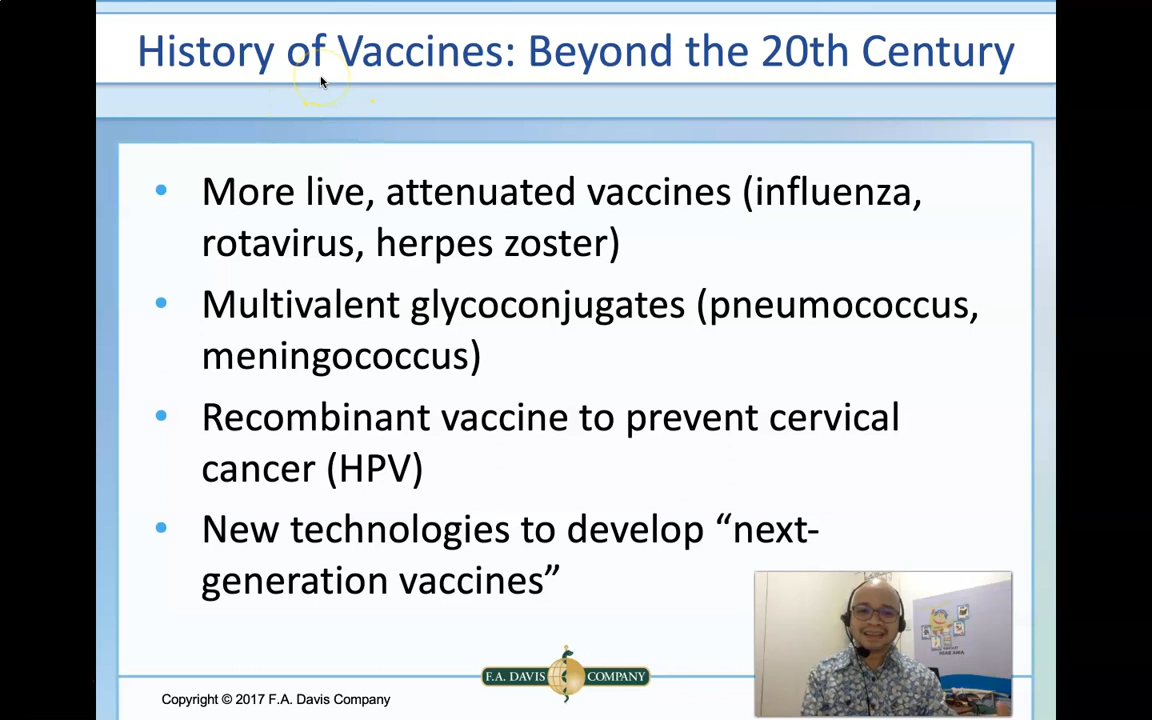 History of Vaccines: Beyond the 20th Century
• More live, attenuated vaccines (influenza,
rotavirus, herpes zoster)
• Multivalent glycoconjugates (pneumococcus,
meningococcus)
• Recombinant vaccine to prevent cervical
cancer (HPV)
• New technologies to develop “next-
generation vaccines”
F.A. DAVIS COMPANY
Copyright © 2017 F.A. Davis Company